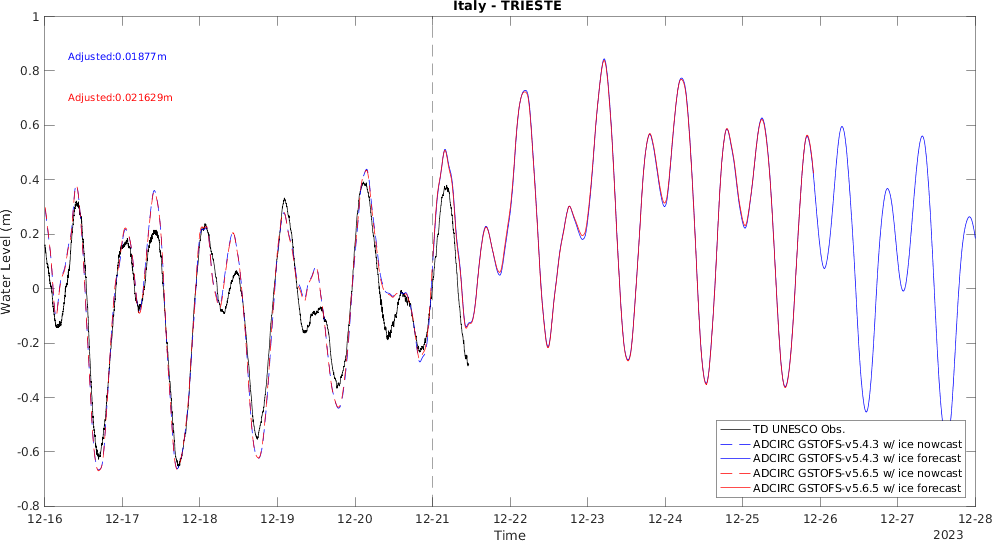 Italy - TRIESTE
Adjusted:0.01877m
Adjusted:0.021629m
Water Level (m)
1
0.8
0.6
0.4
0.2
0
-0.2
-0.4
-0.6
-0.8
TD UNESCO Obs.
ADCIRC GSTOFS-v5.4.3 w/ ice nowcast
ADCIRC GSTOFS-v5.4.3 w/ ice forecast
ADCIRC GSTOFS-v5.6.5 w/ ice nowcast
ADCIRC GSTOFS-v5.6.5 w/ ice forecast
12-16 12-17 12-18 12-19 12-20 12-21 12-22 12-23 12-24 12-25 12-26 12-27 12-28
Time
2023